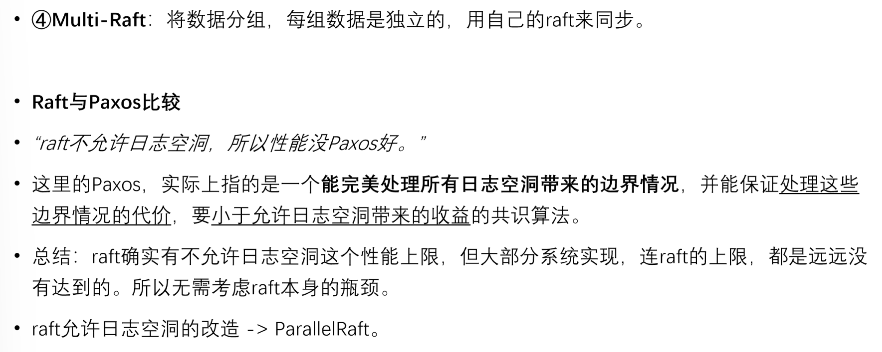 • ④Multi-Raft：将数据分组，每组数据是独立的，用自己的raft来同步。
• Raft与Paxos比较
• “raft不允许日志空洞，所以性能没Paxos好。”
• 这里的Paxos，实际上指的是一个能完美处理所有日志空洞带来的边界情况，并能保证处理这些
边界情况的代价，要小于允许日志空洞带来的收益的共识算法。
• 总结：raft确实有不允许日志空洞这个性能上限，但大部分系统实现，连raft的上限，都是远远没
有达到的。所以无需考虑raft本身的瓶颈。
• raft允许日志空洞的改造 -> ParallelRaft。